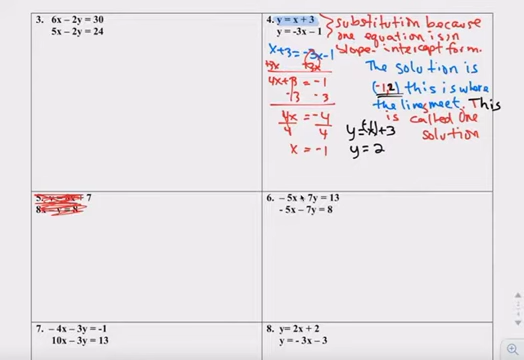 3. 6x - 2y = 30
5x - 2y = 24
4. y = x + 3
y = -3x - 1
substitution because
one equation is in
slope-intercept form.
x+3 = -3x-1
+3x +3x
4x+3 = -1
-3 -3
4x = -4
4 4
x = -1
The solution is
(-1,2) this is where
the lines meet. This
is called One
solution
y=(-1)+3
y=2
8x - y = 8
6. – 5x + 7y = 13
- 5x – 7y = 8
7. – 4x – 3y = -1
10x – 3y = 13
8. y= 2x + 2
y = - 3x – 3